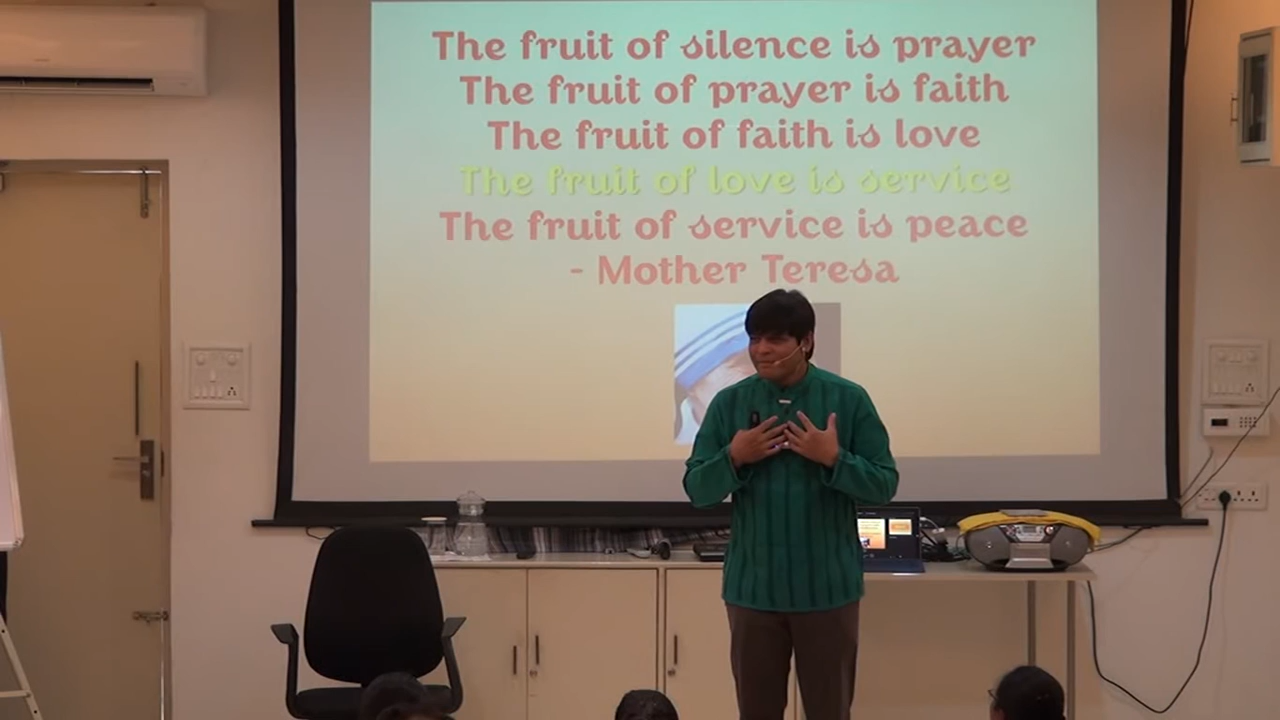 The fruit of silence is prayer
The fruit of prayer is faith
The fruit of faith is love
The fruit of love is service
The fruit of service is peace
- Mother Teresa